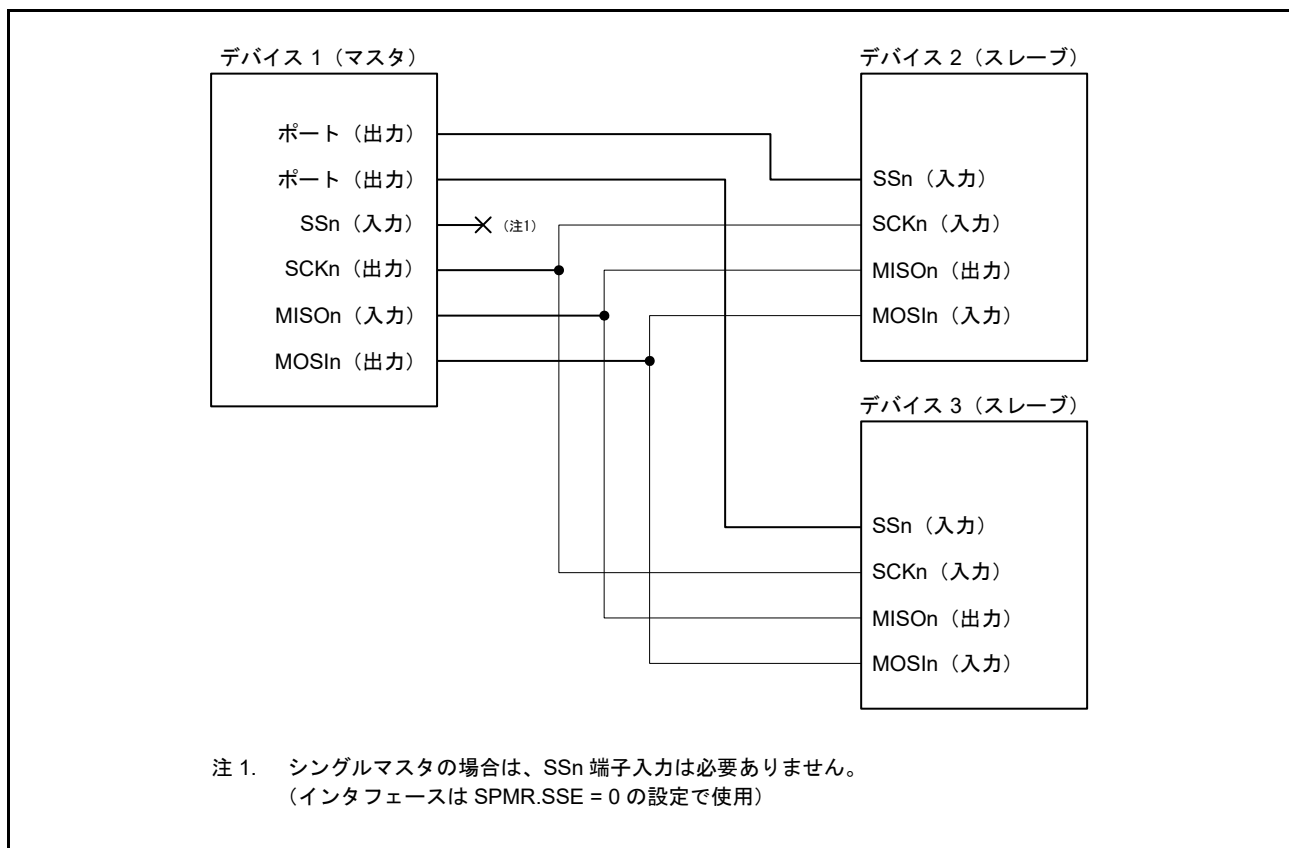 デバイス 1（マスタ）
ポート（出力）
ポート（出力）
SSn（入力）
（注1）
SCKn（出力）
MISOn（入力）
MOSIn（出力）
デバイス 2（スレーブ）
SSn（入力）
SCKn（入力）
MISOn（出力）
MOSIn（入力）
デバイス 3（スレーブ）
SSn（入力）
SCKn（入力）
MISOn（出力）
MOSIn（入力）
注 1. シングルマスタの場合は、SSn 端子入力は必要ありません。
（インタフェースは SPMR.SSE = 0 の設定で使用）